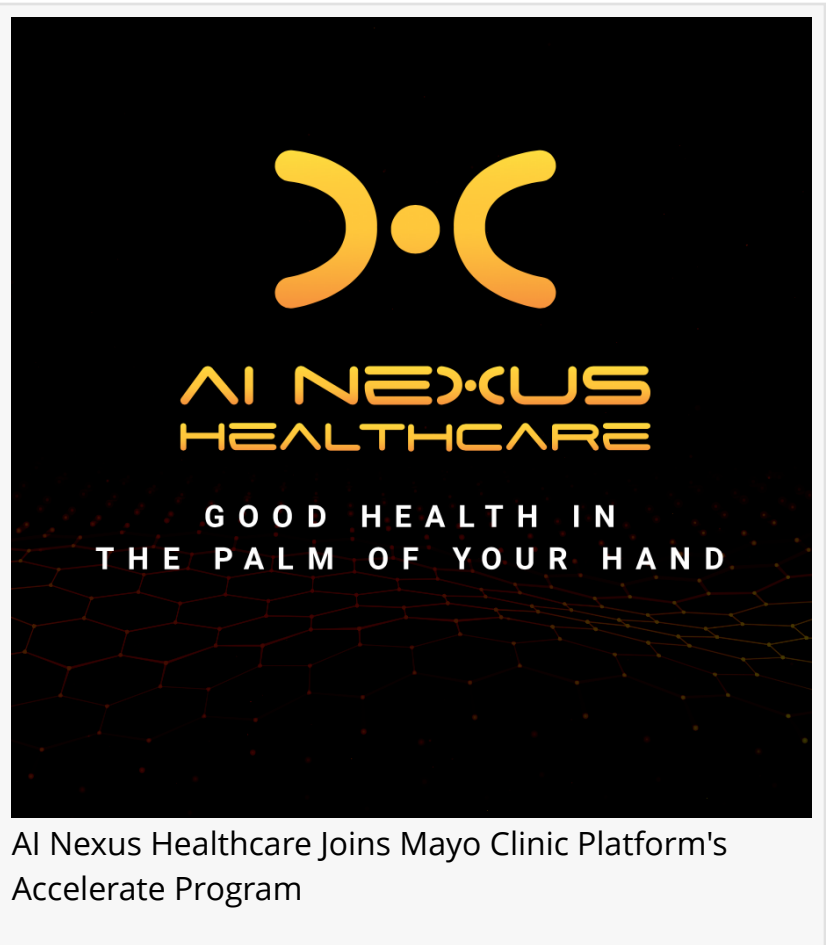 AI NEXUS
HEALTHCARE
GOOD HEALTH IN
THE PALM OF YOUR HAND
AI Nexus Healthcare Joins Mayo Clinic Platform's
Accelerate Program